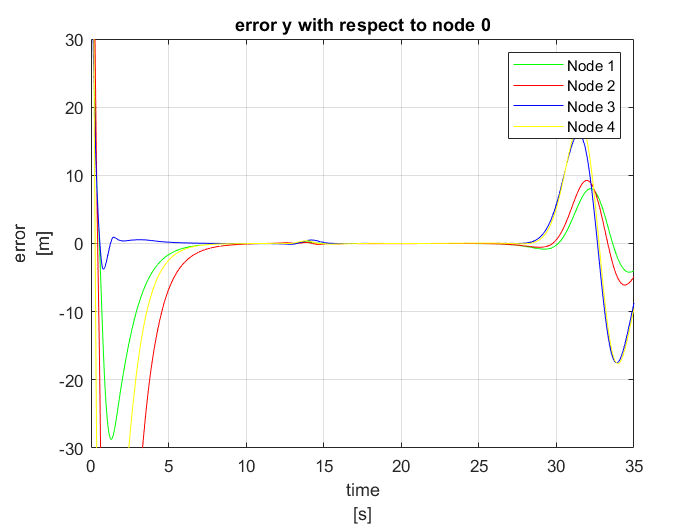 error y with respect to node 0
30
20
10
0
-10
-20
-30
error
[m]
Node 1
Node 2
Node 3
Node 4
0 5 10 15 20 25 30 35
time
[s]